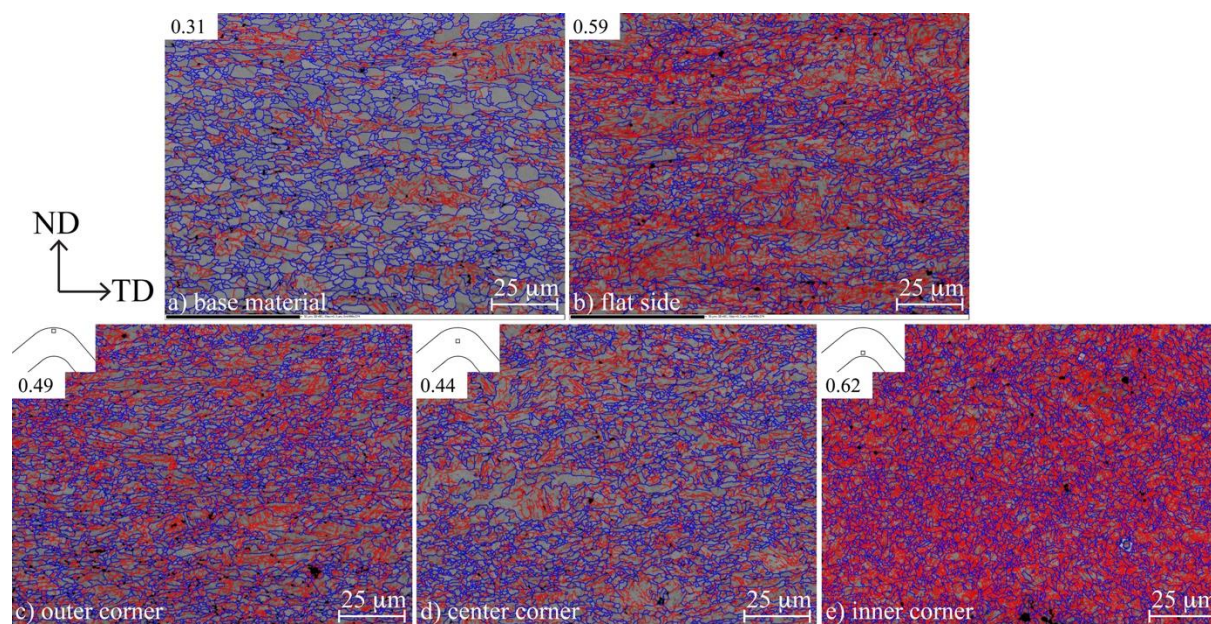 0.31
0.59
ND
TD
a) base material
25 μm
b) flat side
25 μm
0.49
0.44
0.62
c) outer corner
25 μm
d) center corner
25 μm
e) inner corner
25 μm